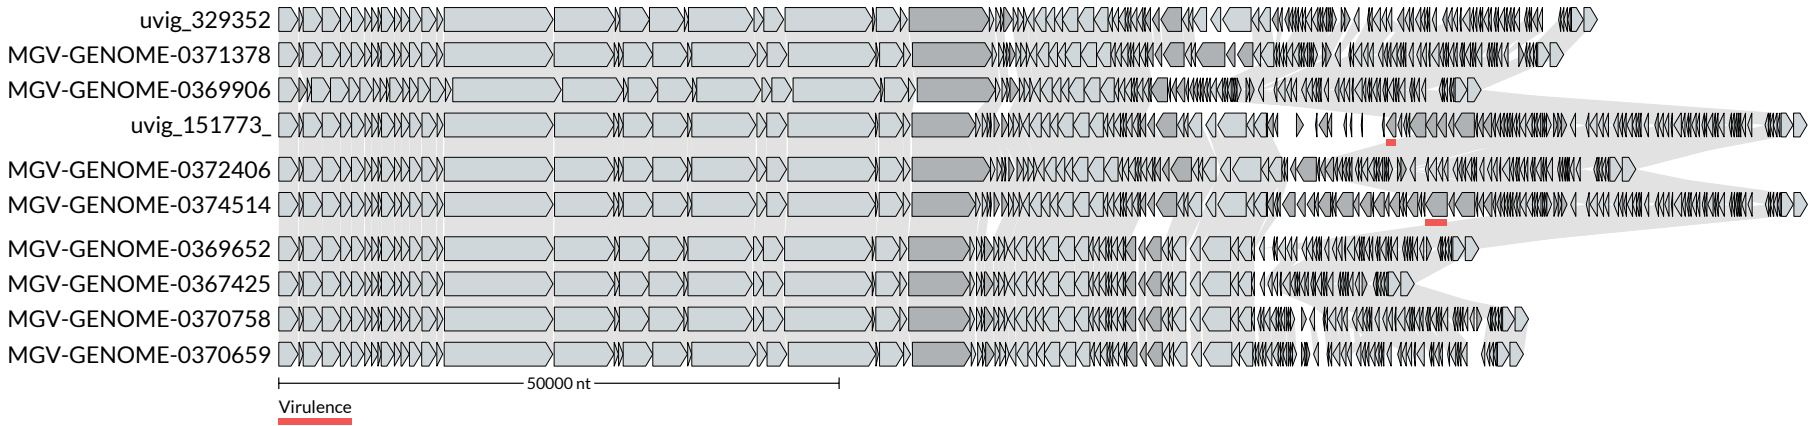 uvig_329352
MGV-GENOME-0371378
MGV-GENOME-0369906
uvig_151773_
MGV-GENOME-0372406
MGV-GENOME-0374514
MGV-GENOME-0369652
MGV-GENOME-0367425
MGV-GENOME-0370758
MGV-GENOME-0370659
50000 nt
Virulence